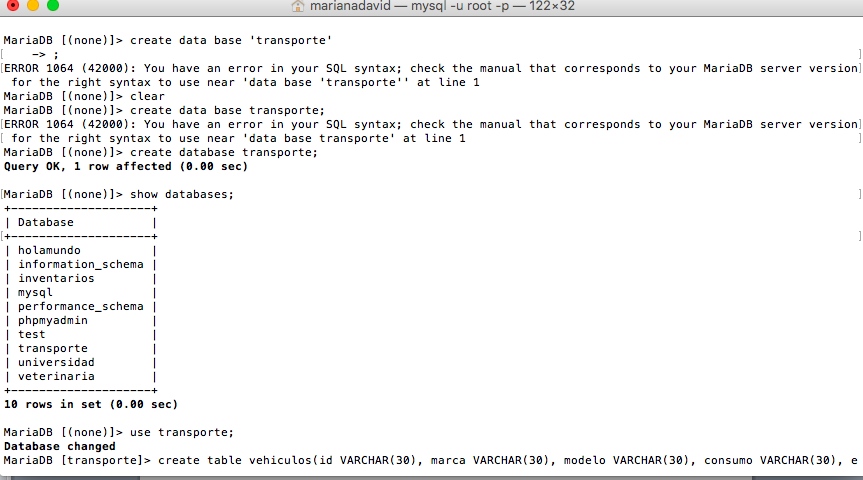 marianadavid — mysql -u root -p — 122×32
MariaDB [(none)]> create data base 'transporte'
[    -> ;                                                                                                                  ]
[ERROR 1064 (42000): You have an error in your SQL syntax; check the manual that corresponds to your MariaDB server version]
 for the right syntax to use near 'data base 'transporte'' at line 1
MariaDB [(none)]> clear
MariaDB [(none)]> create data base transporte;
[ERROR 1064 (42000): You have an error in your SQL syntax; check the manual that corresponds to your MariaDB server version]
[ for the right syntax to use near 'data base transporte' at line 1                                                        ]
MariaDB [(none)]> create database transporte;
Query OK, 1 row affected (0.00 sec)
[MariaDB [(none)]> show databases;                                                                                         ]
+--------------------+
| Database           |
[+--------------------+                                                                                                    ]
| holamundo          |
| information_schema |
| inventarios        |
| mysql              |
| performance_schema |
| phpmyadmin         |
| test               |
| transporte         |
| universidad        |
| veterinaria        |
+--------------------+
10 rows in set (0.00 sec)
MariaDB [(none)]> use transporte;
Database changed
MariaDB [transporte]> create table vehiculos(id VARCHAR(30), marca VARCHAR(30), modelo VARCHAR(30), consumo VARCHAR(30), e